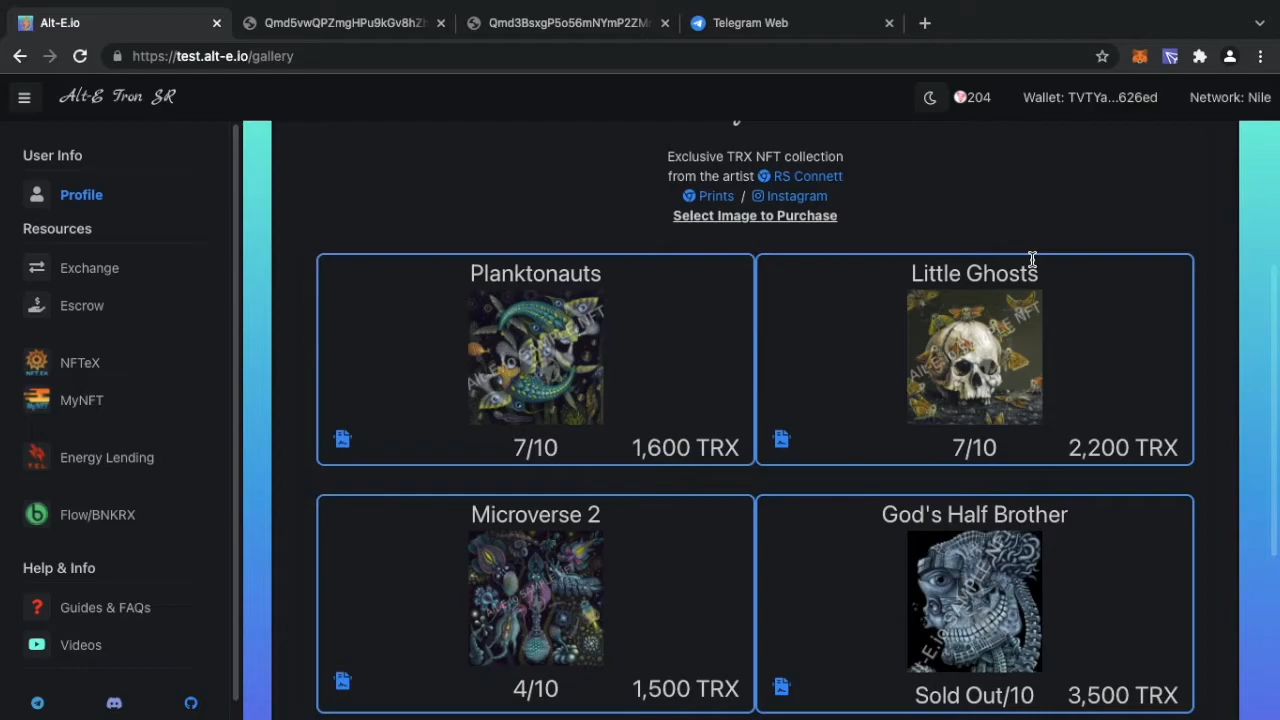 Alt-E.io
Qmd5vwQPZmgHPu9kGv8hZ
Qmd3BsxgP5o56mNYmP2ZM
Telegram Web
https://test.alt-e.io/gallery
Alt-E Tron SR
204
Wallet: TVTYa...626ed
Network: Nile
User Info
Profile
Resources
Exchange
Escrow
NFTeX
MyNFT
Energy Lending
Flow/BNKRX
Help & Info
Guides & FAQs
Videos
Exclusive TRX NFT collection
from the artist RS Connett
Prints / Instagram
Select Image to Purchase
Planktonauts
7/10
1,600 TRX
Little Ghosts
7/10
2,200 TRX
Microverse 2
4/10
1,500 TRX
God's Half Brother
Sold Out/10
3,500 TRX